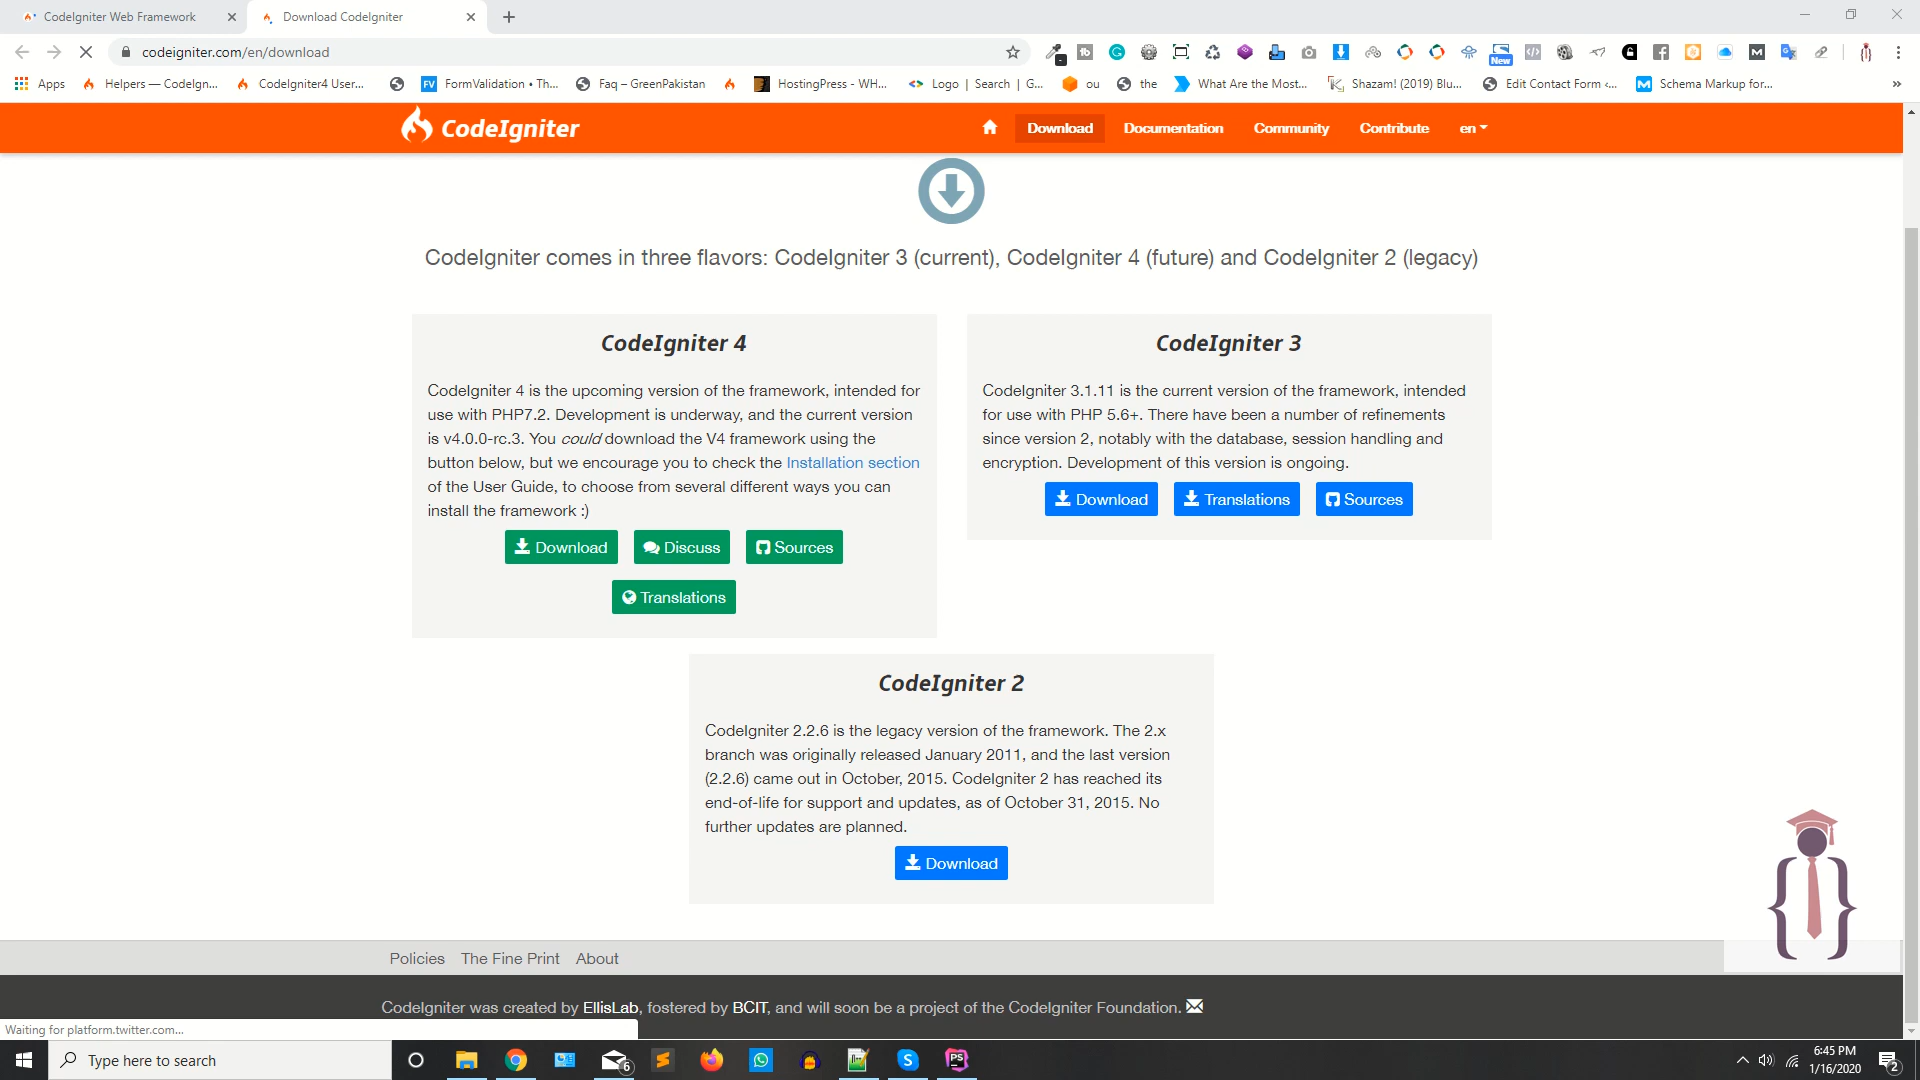 CodeIgniter Web Framework
Download CodeIgniter
codeigniter.com/en/download
New
Apps
Helpers — CodeIgn...
CodeIgniter4 User...
FV FormValidation • Th...
Faq – GreenPakistan
HostingPress - WH...
Logo | Search | G...
ou
the
What Are the Most...
Shazam! (2019) Blu...
Edit Contact Form ‹...
Schema Markup for...
CodeIgniter
Download Documentation Community Contribute en
CodeIgniter comes in three flavors: CodeIgniter 3 (current), CodeIgniter 4 (future) and CodeIgniter 2 (legacy)
CodeIgniter 4
CodeIgniter 4 is the upcoming version of the framework, intended for
use with PHP7.2. Development is underway, and the current version
is v4.0.0-rc.3. You could download the V4 framework using the
button below, but we encourage you to check the Installation section
of the User Guide, to choose from several different ways you can
install the framework :)
Download Discuss Sources
Translations
CodeIgniter 3
CodeIgniter 3.1.11 is the current version of the framework, intended
for use with PHP 5.6+. There have been a number of refinements
since version 2, notably with the database, session handling and
encryption. Development of this version is ongoing.
Download Translations Sources
CodeIgniter 2
CodeIgniter 2.2.6 is the legacy version of the framework. The 2.x
branch was originally released January 2011, and the last version
(2.2.6) came out in October, 2015. CodeIgniter 2 has reached its
end-of-life for support and updates, as of October 31, 2015. No
further updates are planned.
Download
Policies The Fine Print About
CodeIgniter was created by EllisLab, fostered by BCIT, and will soon be a project of the CodeIgniter Foundation.
Waiting for platform.twitter.com...
Type here to search
6
PS
6:45 PM
1/16/2020
2